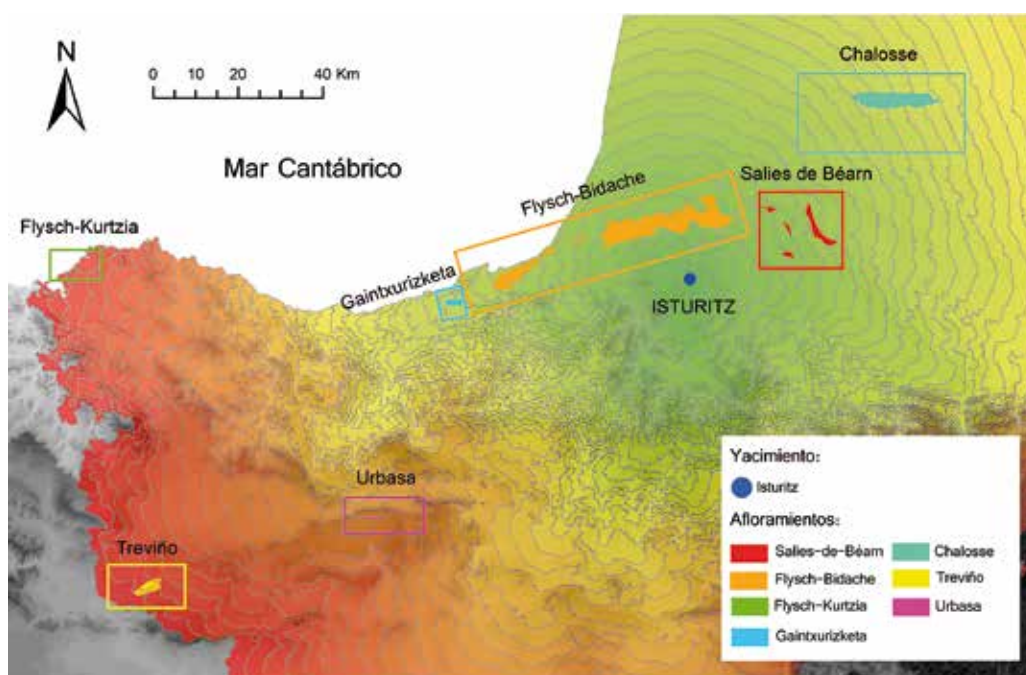 N
0 10 20 40 Km
Chalosse
Mar Cantábrico
Salies de Béarn
Flysch-Bidache
Flysch-Kurtzia
Gaintxurizketa
ISTURITZ
Urbasa
Treviño
Yacimiento:
Isturitz
Afloramientos:
Salies-de-Béarn
Chalosse
Flysch-Bidache
Treviño
Flysch-Kurtzia
Urbasa
Gaintxurizketa